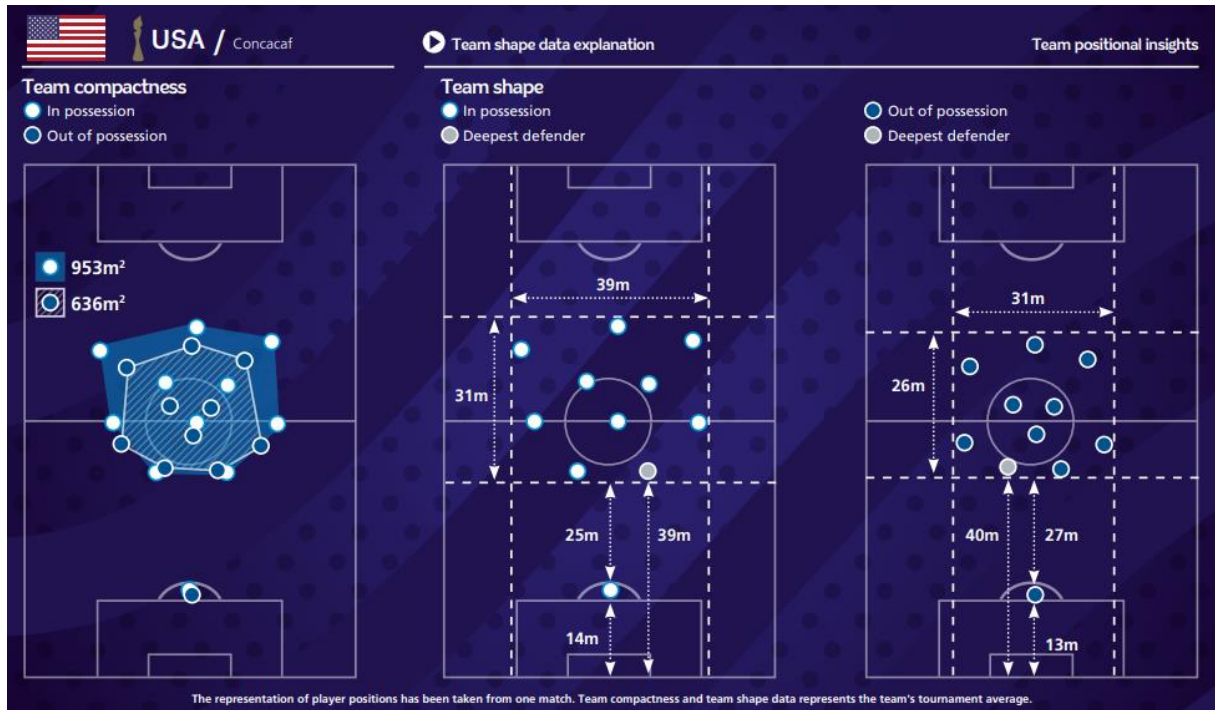 USA / Concacaf
Team shape data explanation
Team positional insights
Team compactness
In possession
Out of possession
Team shape
In possession
Deepest defender
Out of possession
Deepest defender
953m²
636m²
39m
31m
25m
39m
14m
31m
26m
40m
27m
13m
The representation of player positions has been taken from one match. Team compactness and team shape data represents the team's tournament average.